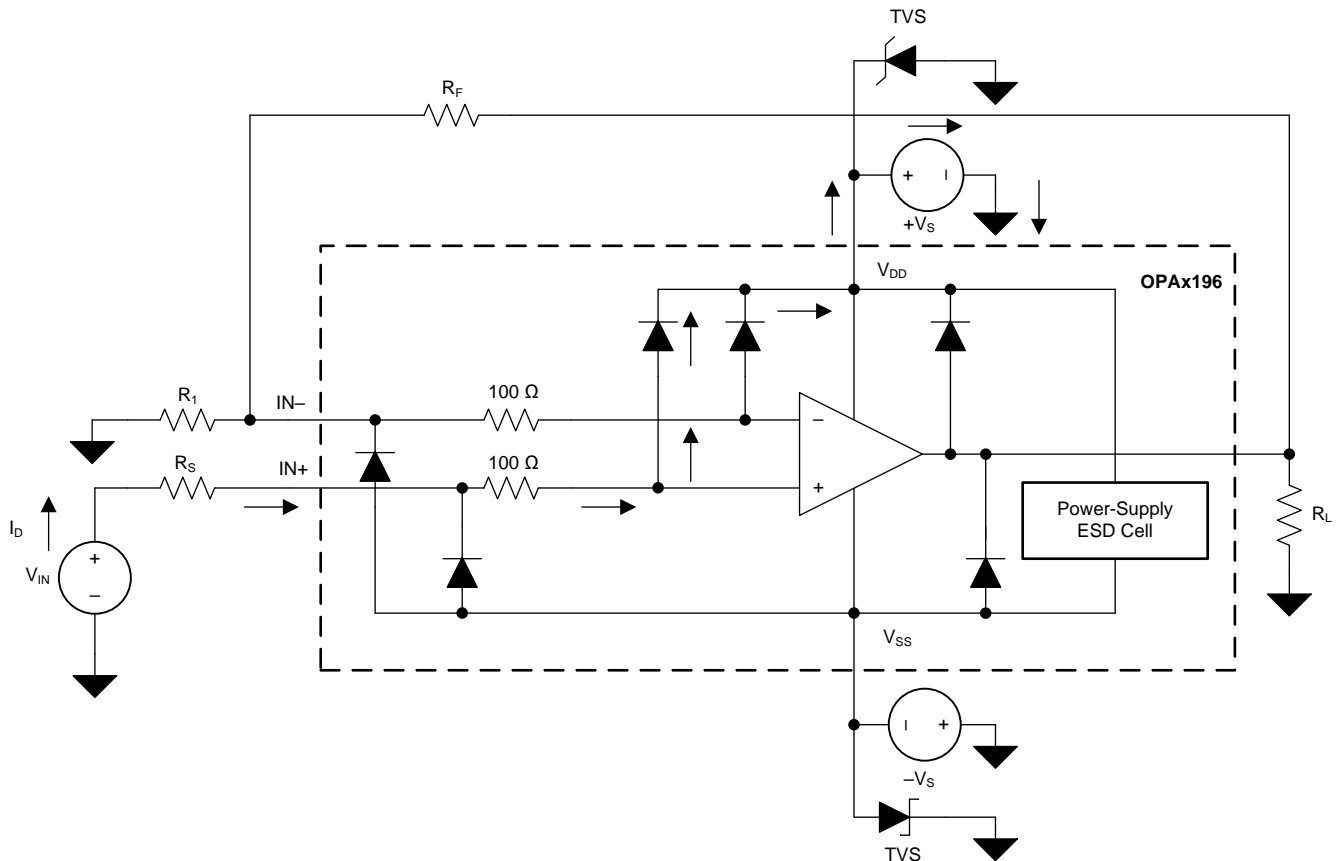 TVS
R_F
+ –
+V_S
V_DD
OPAx196
R_1
IN–
100 Ω
–
R_S
IN+
100 Ω
+
Power-Supply
ESD Cell
R_L
I_D
+
V_IN
–
V_SS
– +
–V_S
TVS